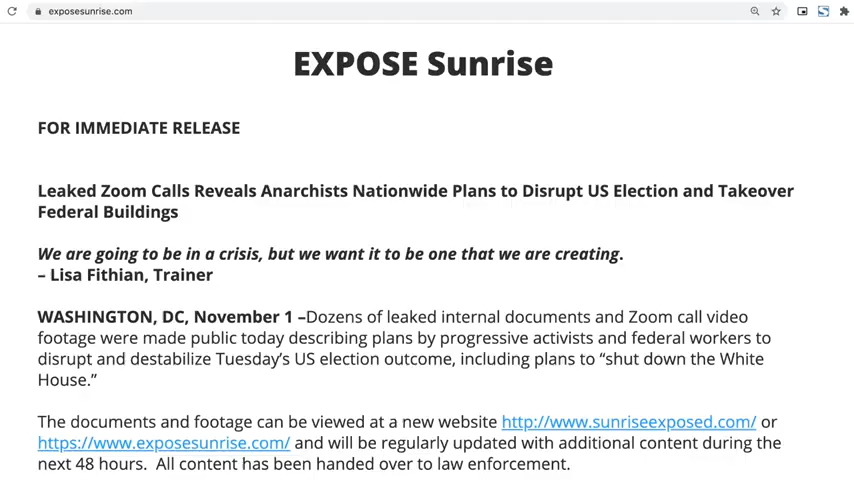 exposesunrise.com
EXPOSE Sunrise
FOR IMMEDIATE RELEASE
Leaked Zoom Calls Reveals Anarchists Nationwide Plans to Disrupt US Election and Takeover
Federal Buildings
We are going to be in a crisis, but we want it to be one that we are creating.
– Lisa Fithian, Trainer
WASHINGTON, DC, November 1 –Dozens of leaked internal documents and Zoom call video
footage were made public today describing plans by progressive activists and federal workers to
disrupt and destabilize Tuesday’s US election outcome, including plans to “shut down the White
House.”
The documents and footage can be viewed at a new website http://www.sunriseexposed.com/ or
https://www.exposesunrise.com/ and will be regularly updated with additional content during the
next 48 hours.  All content has been handed over to law enforcement.